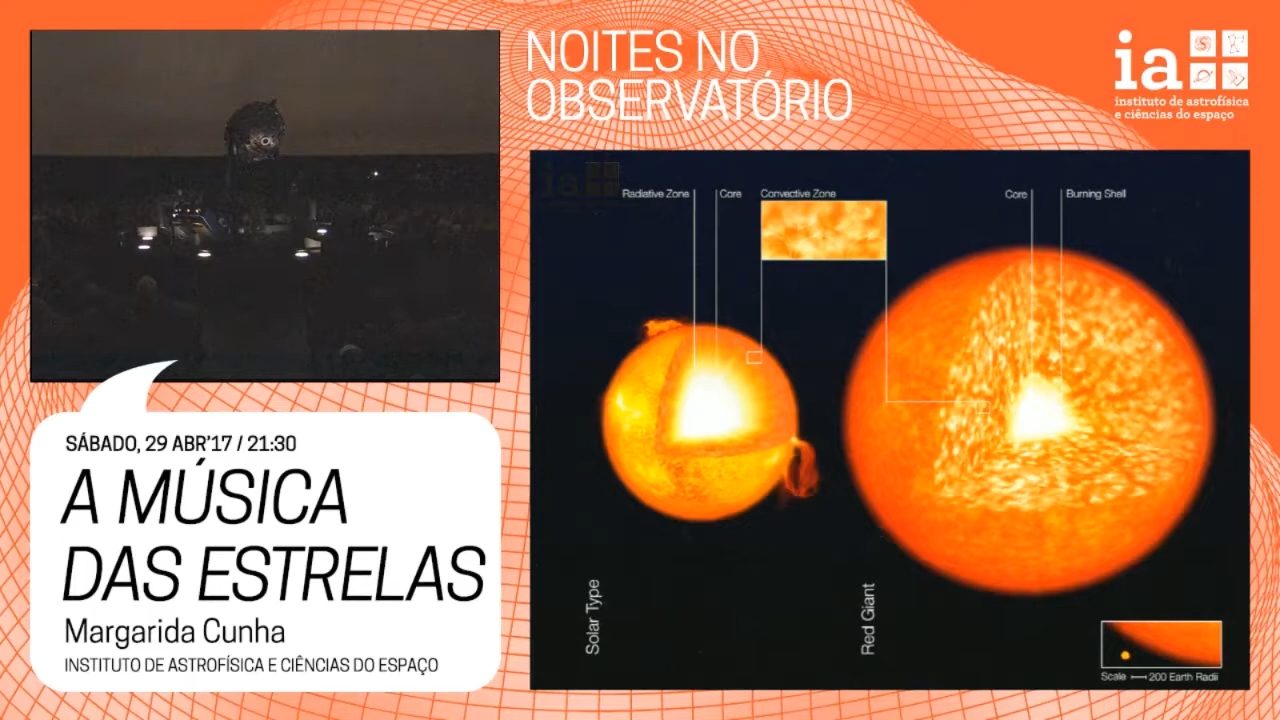 NOITES NO
OBSERVATÓRIO
ia
instituto de astrofísica
e ciências do espaço
SÁBADO, 29 ABR'17 / 21:30
A MÚSICA
DAS ESTRELAS
Margarida Cunha
INSTITUTO DE ASTROFÍSICA E CIÊNCIAS DO ESPAÇO
ia
Radiative Zone
Core
Convective Zone
Core
Burning Shell
Solar Type
Red Giant
Scale 200 Earth Radii